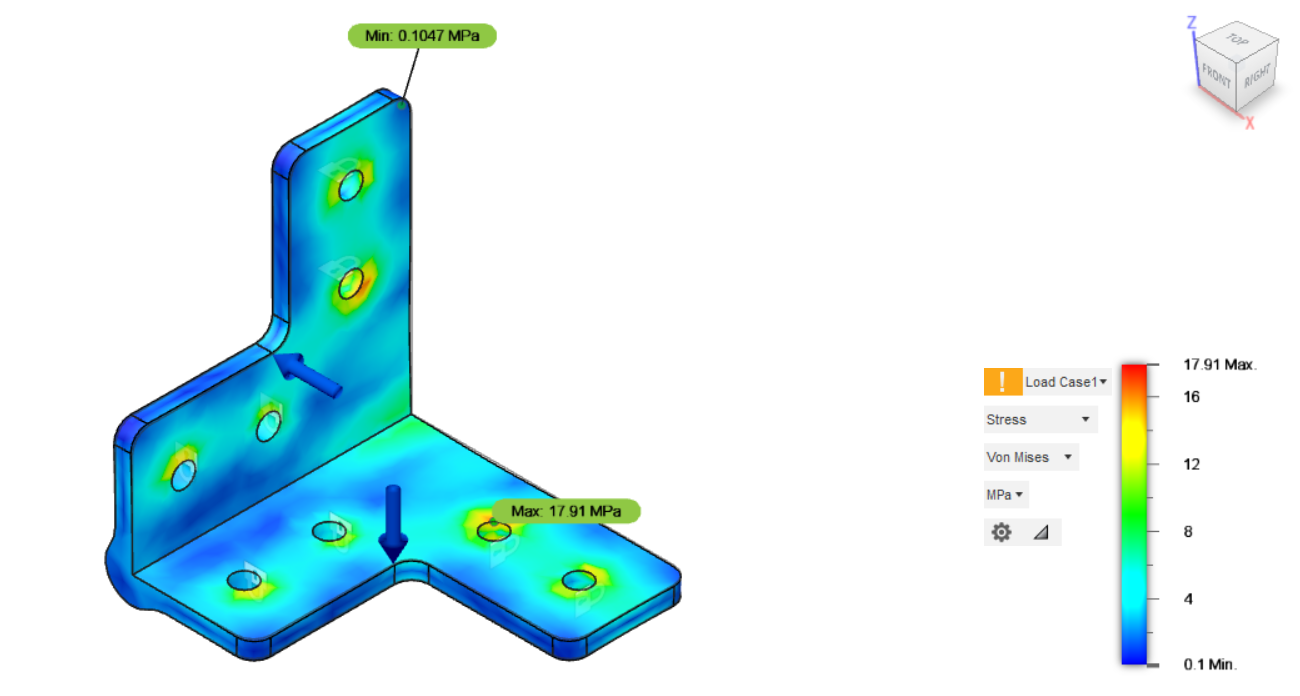 Min: 0.1047 MPa
Z
TOP
FRONT
RIGHT
X
17.91 Max.
Load Case1
16
Stress
Von Mises
12
MPa
Max: 17.91 MPa
8
4
0.1 Min.